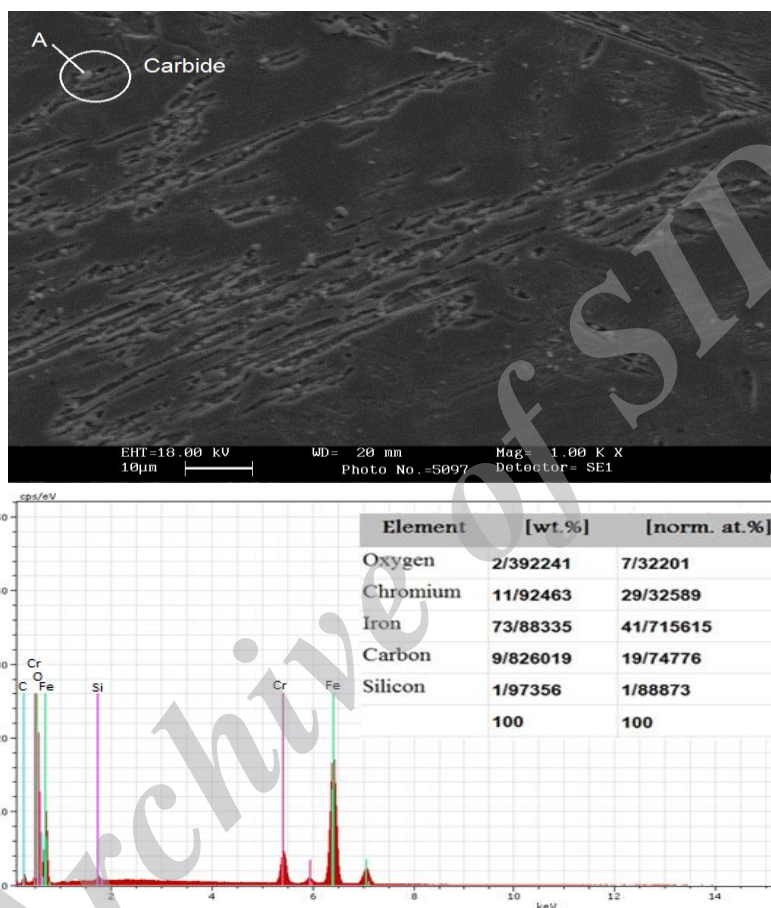 A
Carbide
EHT=18.00 kV WD= 20 mm Mag= 1.00 K X
10µm Photo No.=5097 Detector= SE1
cps/eV
Element [wt.%] [norm. at.%]
Oxygen 2/392241 7/32201
Chromium 11/92463 29/32589
Iron 73/88335 41/715615
Carbon 9/826019 19/74776
Silicon 1/97356 1/88873
100 100
Cr
O
C Fe Si Cr Fe
2 4 6 8 10 12 14
keV
Archive of SID